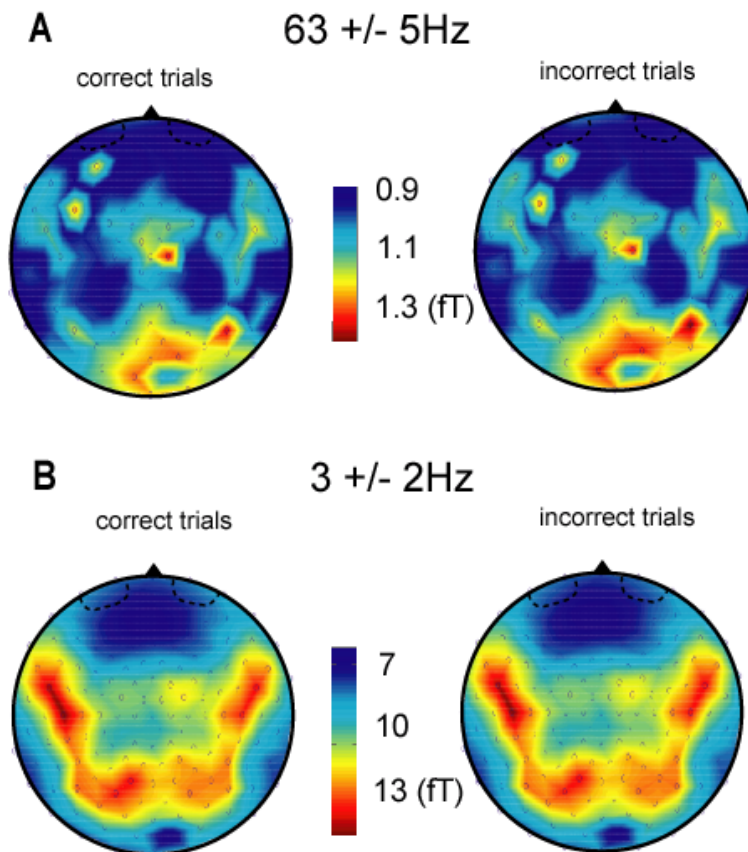 A
63 +/- 5Hz
correct trials
incorrect trials
0.9
1.1
1.3 (fT)
B
3 +/- 2Hz
correct trials
incorrect trials
7
10
13 (fT)